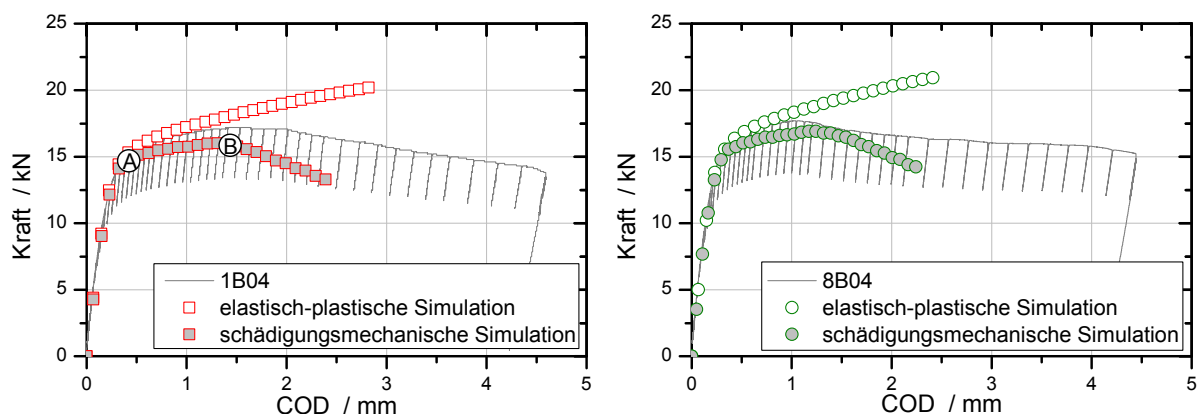 25
20
15
10
5
0
Kraft / kN
A
B
1B04
elastisch-plastische Simulation
schädigungsmechanische Simulation
0 1 2 3 4 5
COD / mm
25
20
15
10
5
0
Kraft / kN
8B04
elastisch-plastische Simulation
schädigungsmechanische Simulation
0 1 2 3 4 5
COD / mm